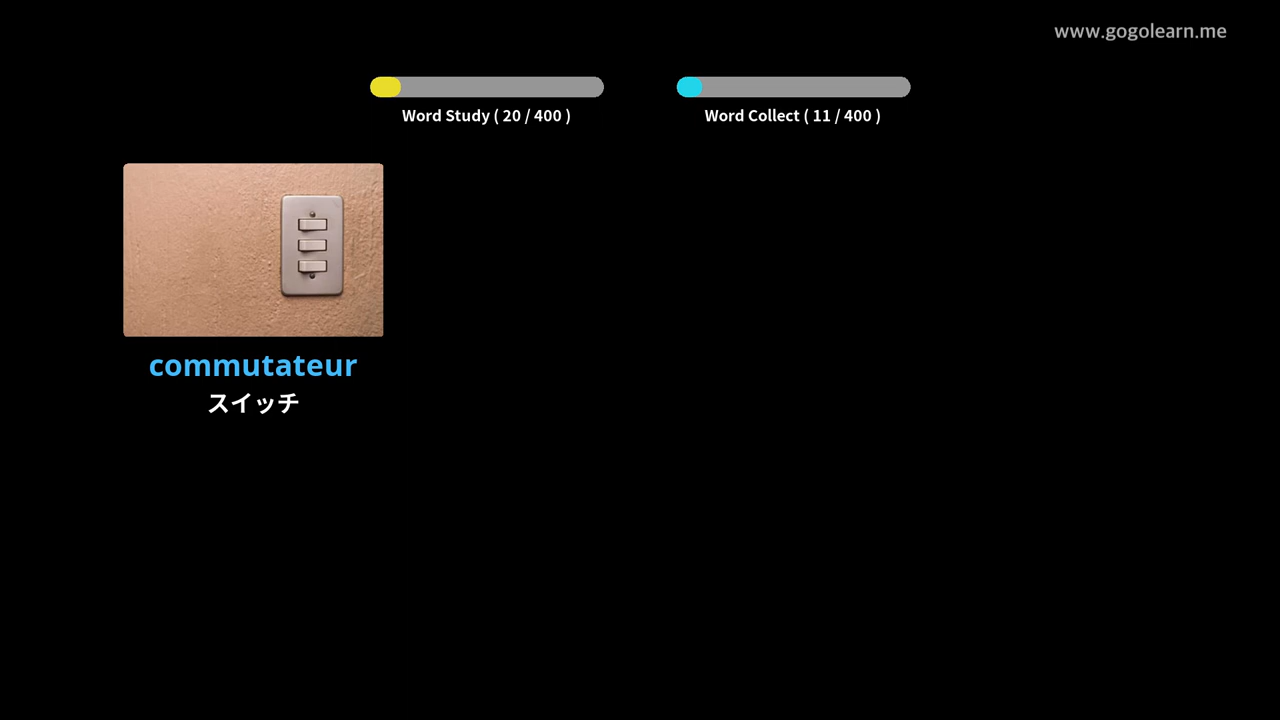 www.gogolearn.me
Word Study ( 20 / 400 )
Word Collect ( 11 / 400 )
commutateur
スイッチ